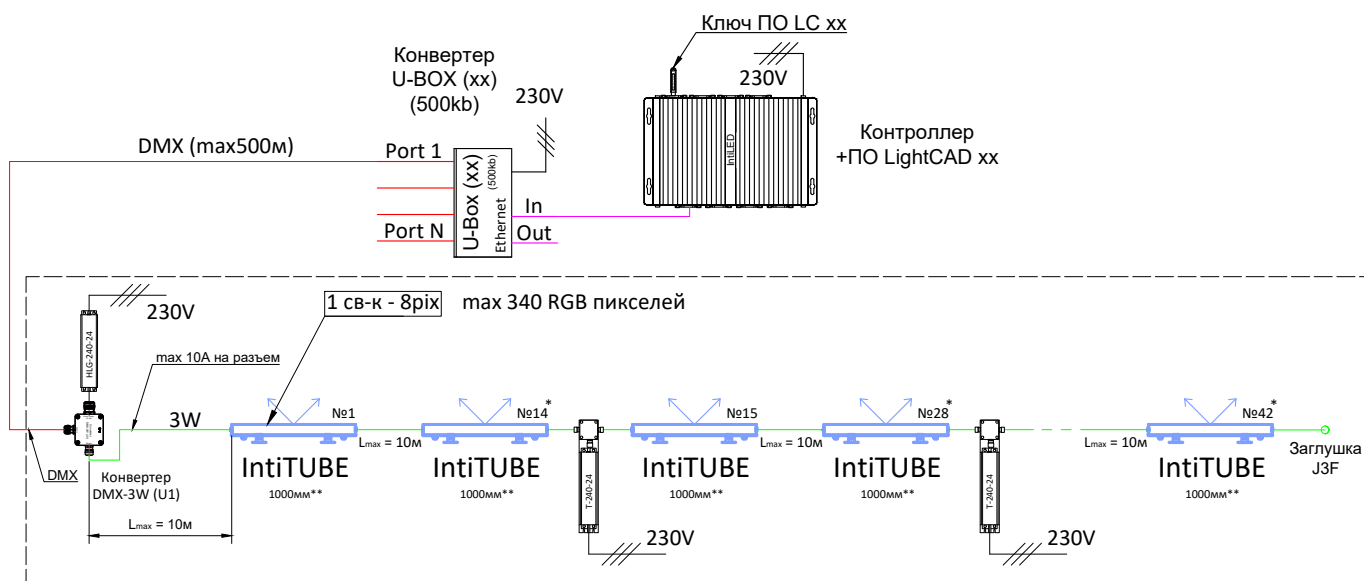 Ключ ПО LC xx
Конвертер
U-BOX (xx)
(500kb)
230V
230V
IntiLED
Контроллер
+ПО LightCAD xx
DMX (max500м)
Port 1
U-Box (xx)
(500kb)
Ethernet
In
Port N
Out
230V
1 св-к - 8pix
max 340 RGB пикселей
HLG-240-24
max 10А на разъем
3W
№1
№14*
№15
№28*
№42*
Lmax = 10м
Lmax = 10м
Lmax = 10м
DMX
Конвертер
DMX-3W (U1)
IntiTUBE
1000мм**
IntiTUBE
1000мм**
T-240-24
IntiTUBE
1000мм**
IntiTUBE
1000мм**
T-240-24
IntiTUBE
1000мм**
Заглушка
J3F
Lmax = 10м
230V
230V